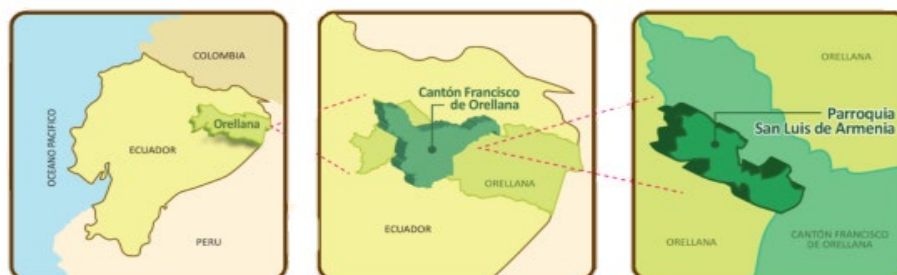 COLOMBIA
OCEANO PACIFICO
Orellana
ECUADOR
PERU
Cantón Francisco
de Orellana
ORELLANA
ECUADOR
ORELLANA
Parroquia
San Luis de Armenia
ORELLANA
CANTÓN FRANCISCO
DE ORELLANA